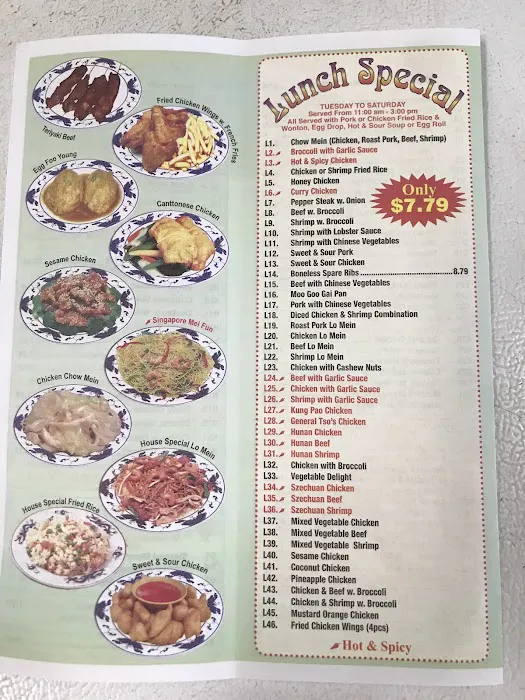 Teriyaki Beef
Fried Chicken Wings w. French Fries
Egg Foo Young
Canttonese Chicken
Sesame Chicken
Singapore Mei Fun
Chicken Chow Mein
House Special Lo Mein
House Special Fried Rice
Sweet & Sour Chicken
Lunch Special
TUESDAY TO SATURDAY
Served From 11:00 am - 3:00 pm
All Served with Pork or Chicken Fried Rice &
Wonton, Egg Drop, Hot & Sour Soup or Egg Roll
Only
$7.79
L1. Chow Mein (Chicken, Roast Pork, Beef, Shrimp)
L2. Broccoli with Garlic Sauce
L3. Hot & Spicy Chicken
L4. Chicken or Shrimp Fried Rice
L5. Honey Chicken
L6. Curry Chicken
L7. Pepper Steak w. Onion
L8. Beef w. Broccoli
L9. Shrimp w. Broccoli
L10. Shrimp with Lobster Sauce
L11. Shrimp with Chinese Vegetables
L12. Sweet & Sour Pork
L13. Sweet & Sour Chicken
L14. Boneless Spare Ribs ........................ 8.79
L15. Beef with Chinese Vegetables
L16. Moo Goo Gai Pan
L17. Pork with Chinese Vegetables
L18. Diced Chicken & Shrimp Combination
L19. Roast Pork Lo Mein
L20. Chicken Lo Mein
L21. Beef Lo Mein
L22. Shrimp Lo Mein
L23. Chicken with Cashew Nuts
L24. Beef with Garlic Sauce
L25. Chicken with Garlic Sauce
L26. Shrimp with Garlic Sauce
L27. Kung Pao Chicken
L28. General Tso's Chicken
L29. Hunan Chicken
L30. Hunan Beef
L31. Hunan Shrimp
L32. Chicken with Broccoli
L33. Vegetable Delight
L34. Szechuan Chicken
L35. Szechuan Beef
L36. Szechuan Shrimp
L37. Mixed Vegetable Chicken
L38. Mixed Vegetable Beef
L39. Mixed Vegetable Shrimp
L40. Sesame Chicken
L41. Coconut Chicken
L42. Pineapple Chicken
L43. Chicken & Beef w. Broccoli
L44. Chicken & Shrimp w. Broccoli
L45. Mustard Orange Chicken
L46. Fried Chicken Wings (4pcs)
Hot & Spicy